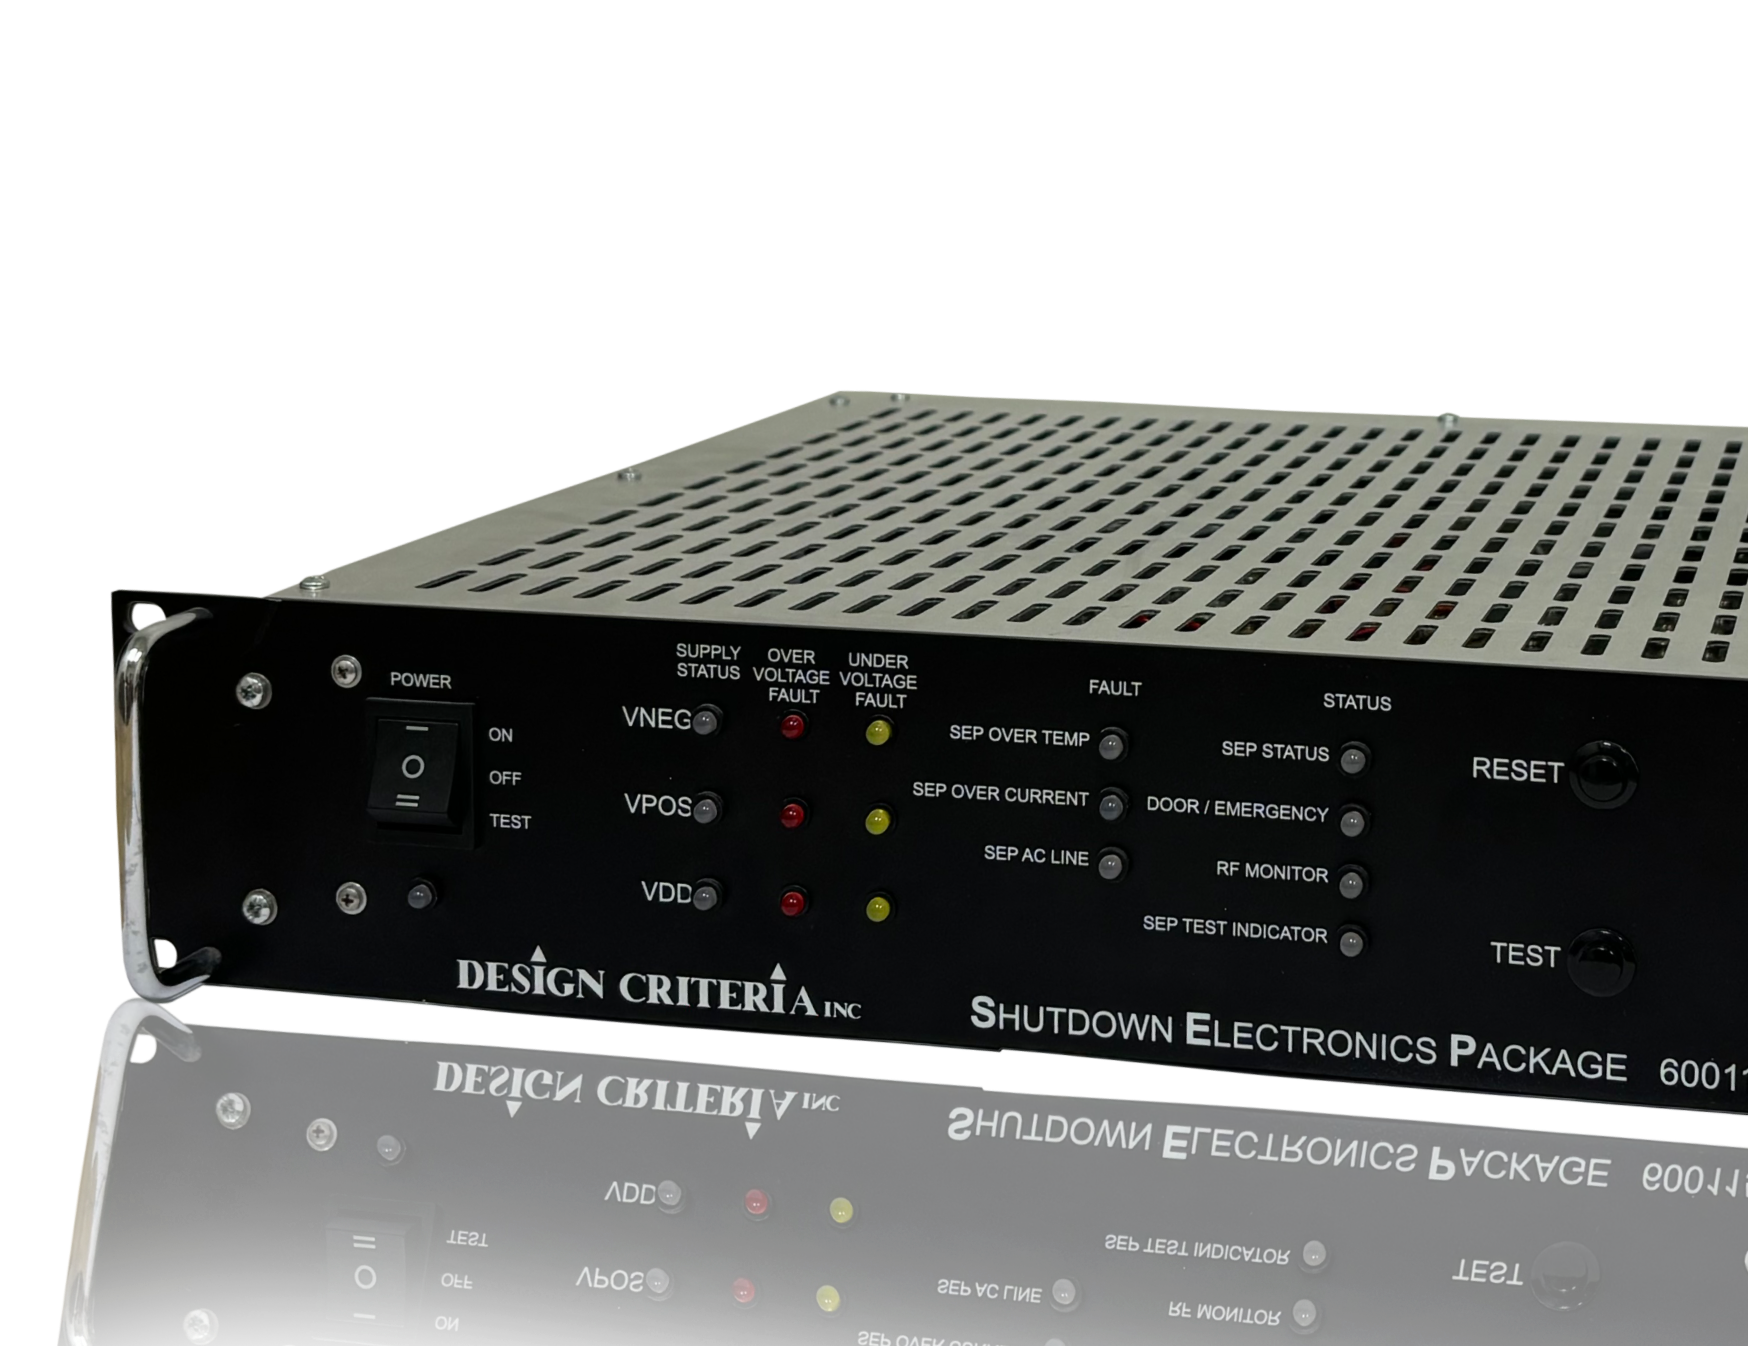 POWER
ON
OFF
TEST
SUPPLY
STATUS
OVER
VOLTAGE
FAULT
UNDER
VOLTAGE
FAULT
VNEG
VPOS
VDD
FAULT
SEP OVER TEMP
SEP OVER CURRENT
SEP AC LINE
STATUS
SEP STATUS
DOOR / EMERGENCY
RF MONITOR
SEP TEST INDICATOR
RESET
TEST
DESIGN CRITERIA INC
SHUTDOWN ELECTRONICS PACKAGE